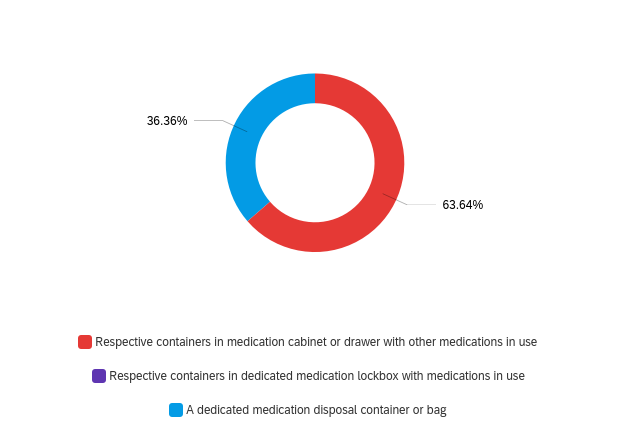 36.36%
63.64%
Respective containers in medication cabinet or drawer with other medications in use
Respective containers in dedicated medication lockbox with medications in use
A dedicated medication disposal container or bag